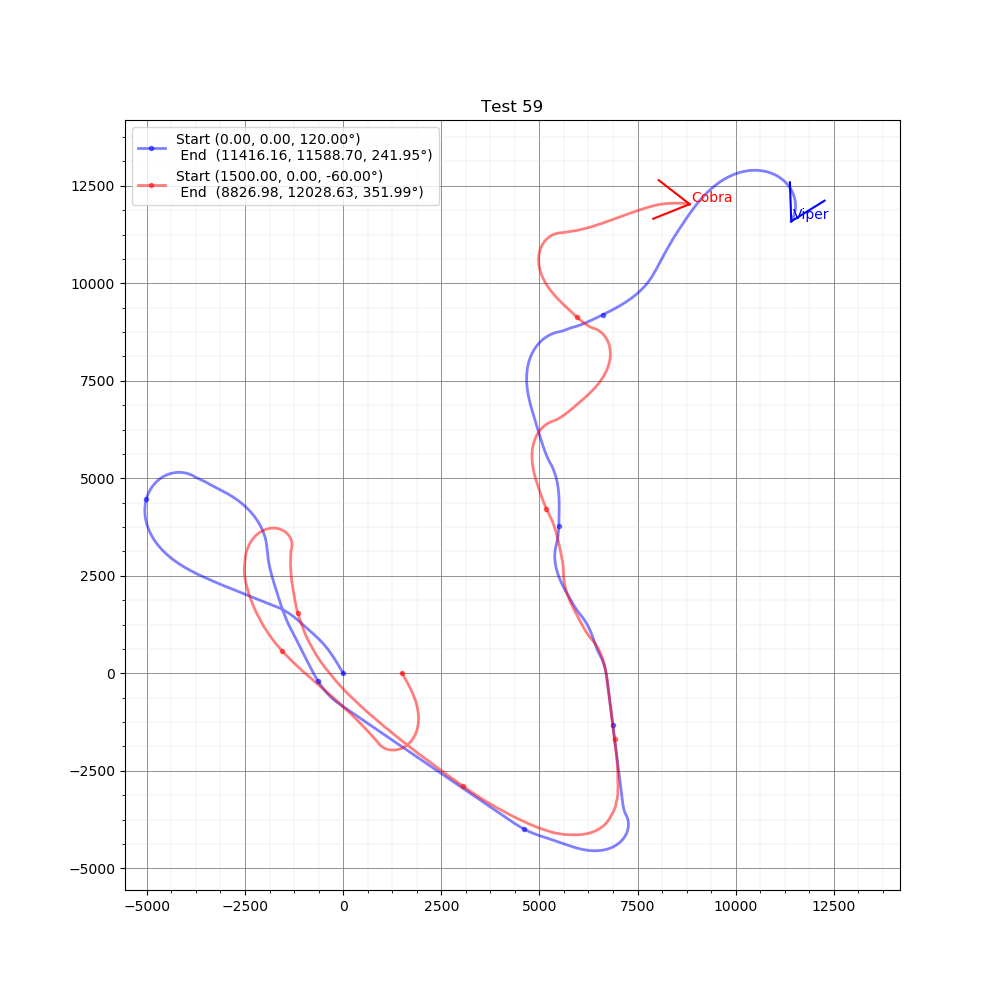 Test 59
Start (0.00, 0.00, 120.00°)
End  (11416.16, 11588.70, 241.95°)
Start (1500.00, 0.00, -60.00°)
End  (8826.98, 12028.63, 351.99°)
Cobra
Viper
12500
10000
7500
5000
2500
0
−2500
−5000
−5000 −2500 0 2500 5000 7500 10000 12500